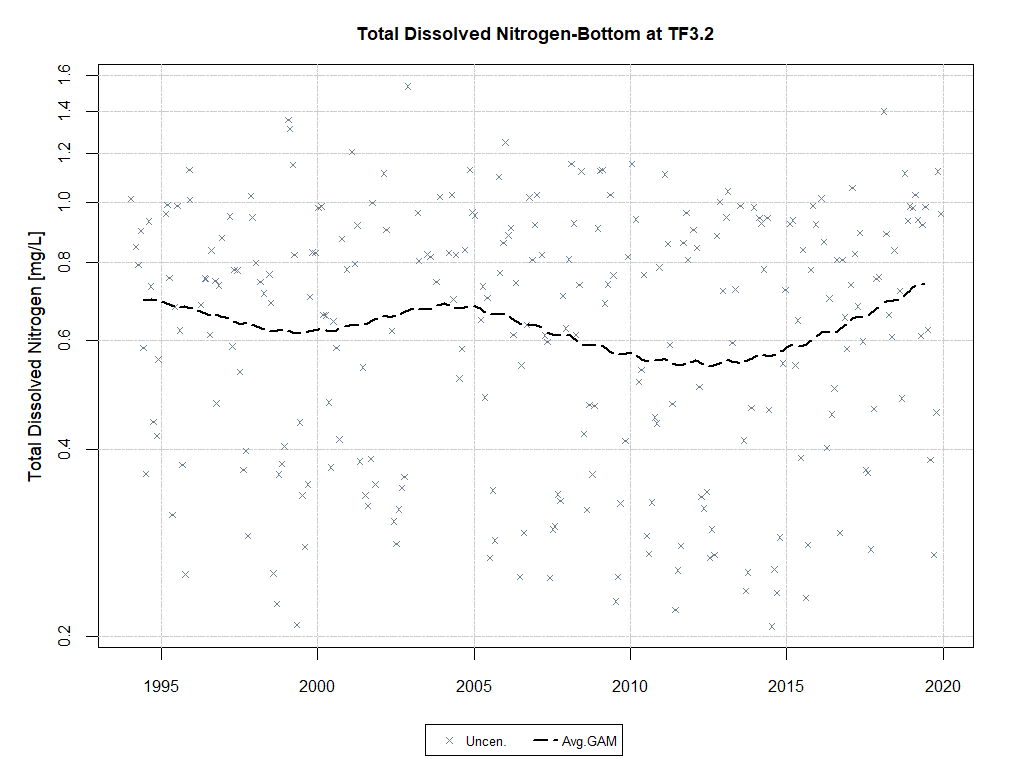 Total Dissolved Nitrogen-Bottom at TF3.2
Total Dissolved Nitrogen [mg/L]
1.6
1.4
1.2
1.0
0.8
0.6
0.4
0.2
1995 2000 2005 2010 2015 2020
Uncen. Avg.GAM